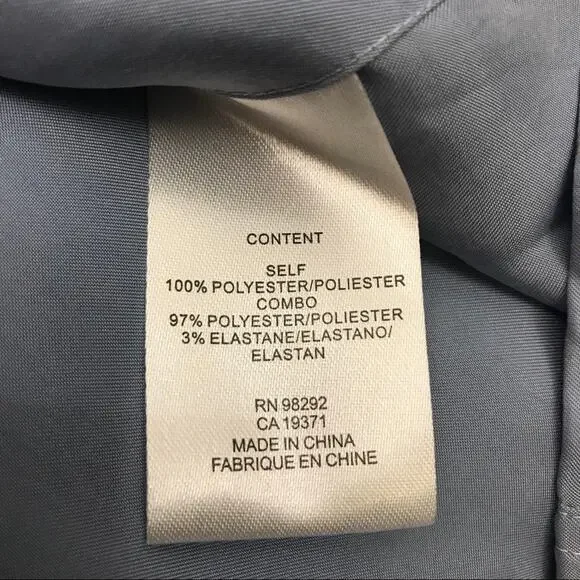 CONTENT
SELF
100% POLYESTER/POLIESTER
COMBO
97% POLYESTER/POLIESTER
3% ELASTANE/ELASTANO/
ELASTAN
RN 98292
CA 19371
MADE IN CHINA
FABRIQUE EN CHINE